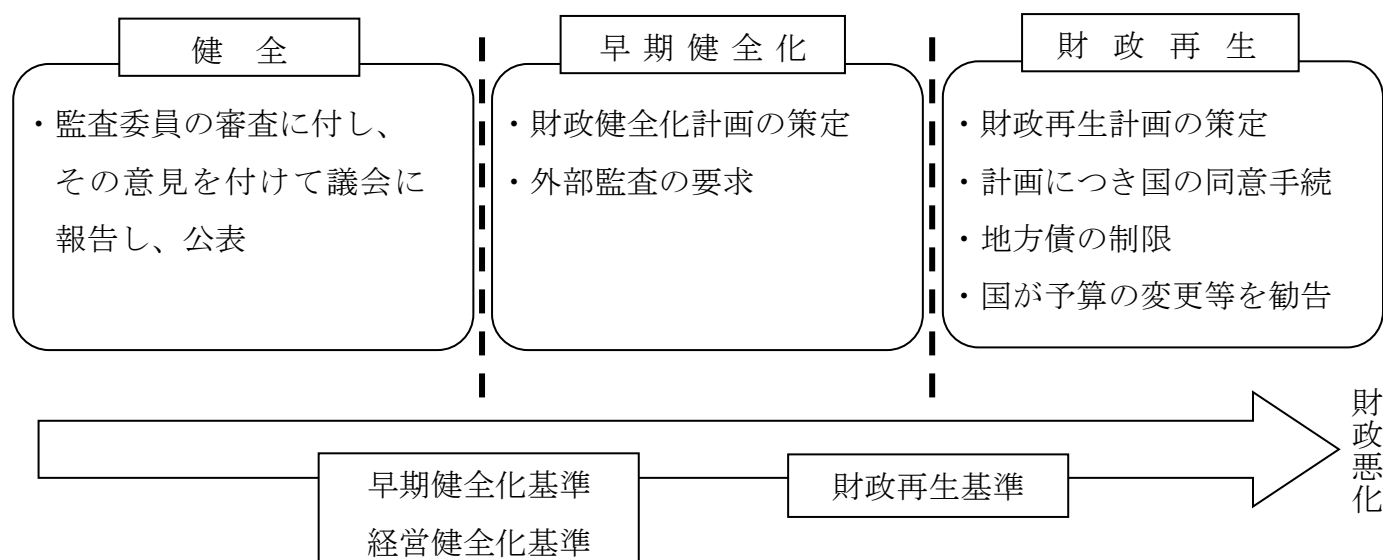 健 全
・監査委員の審査に付し、
その意見を付けて議会に
報告し、公表
早 期 健 全 化
・財政健全化計画の策定
・外部監査の要求
財 政 再 生
・財政再生計画の策定
・計画につき国の同意手続
・地方債の制限
・国が予算の変更等を勧告
早期健全化基準
経営健全化基準
財政再生基準
財政悪化